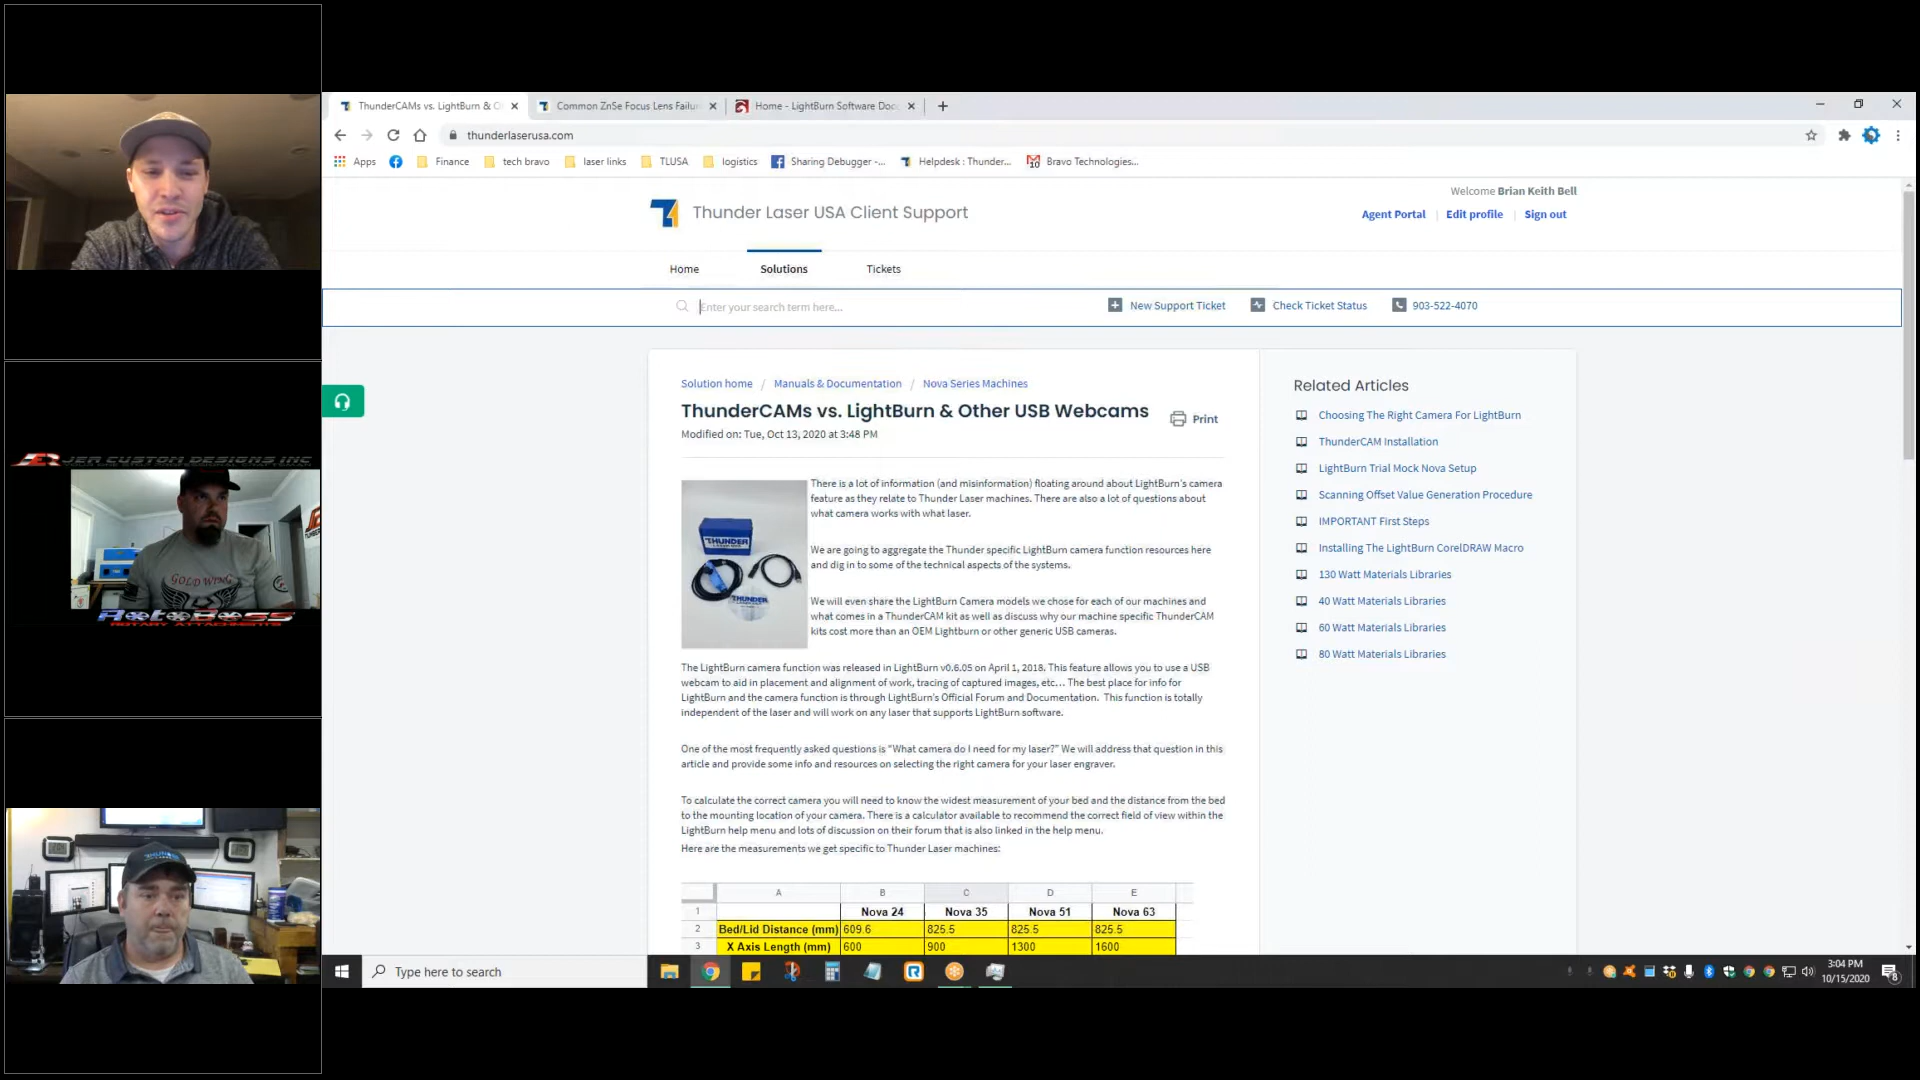 ThunderCAMs vs. LightBurn & O
Common ZnSe Focus Lens Failur
Home - LightBurn Software Doc
thunderlaserusa.com
Apps
Finance
tech bravo
laser links
TLUSA
logistics
Sharing Debugger -...
Helpdesk : Thunder...
Bravo Technologies...
Thunder Laser USA Client Support
Welcome Brian Keith Bell
Agent Portal
Edit profile
Sign out
Home
Solutions
Tickets
Enter your search term here...
New Support Ticket
Check Ticket Status
903-522-4070
Solution home / Manuals & Documentation / Nova Series Machines
ThunderCAMs vs. LightBurn & Other USB Webcams
Print
Modified on: Tue, Oct 13, 2020 at 3:48 PM
There is a lot of information (and misinformation) floating around about LightBurn's camera
feature as they relate to Thunder Laser machines. There are also a lot of questions about
what camera works with what laser.
We are going to aggregate the Thunder specific LightBurn camera function resources here
and dig in to some of the technical aspects of the systems.
We will even share the LightBurn Camera models we chose for each of our machines and
what comes in a ThunderCAM kit as well as discuss why our machine specific ThunderCAM
kits cost more than an OEM Lightburn or other generic USB cameras.
THUNDER
THUNDER
The LightBurn camera function was released in LightBurn v0.6.05 on April 1, 2018. This feature allows you to use a USB
webcam to aid in placement and alignment of work, tracing of captured images, etc... The best place for info for
LightBurn and the camera function is through LightBurn's Official Forum and Documentation. This function is totally
independent of the laser and will work on any laser that supports LightBurn software.
One of the most frequently asked questions is "What camera do I need for my laser?" We will address that question in this
article and provide some info and resources on selecting the right camera for your laser engraver.
To calculate the correct camera you will need to know the widest measurement of your bed and the distance from the bed
to the mounting location of your camera. There is a calculator available to recommend the correct field of view within the
LightBurn help menu and lots of discussion on their forum that is also linked in the help menu.
Here are the measurements we get specific to Thunder Laser machines:
A B C D E
1 Nova 24 Nova 35 Nova 51 Nova 63
2 Bed/Lid Distance (mm) 609.6 825.5 825.5 825.5
3 X Axis Length (mm) 600 900 1300 1600
Related Articles
Choosing The Right Camera For LightBurn
ThunderCAM Installation
LightBurn Trial Mock Nova Setup
Scanning Offset Value Generation Procedure
IMPORTANT First Steps
Installing The LightBurn CorelDRAW Macro
130 Watt Materials Libraries
40 Watt Materials Libraries
60 Watt Materials Libraries
80 Watt Materials Libraries
JER CUSTOM DESIGNS INC
GOLD WING
ROTOBOSS
ROTARY ATTACHMENTS
Type here to search
3:04 PM
10/15/2020
8